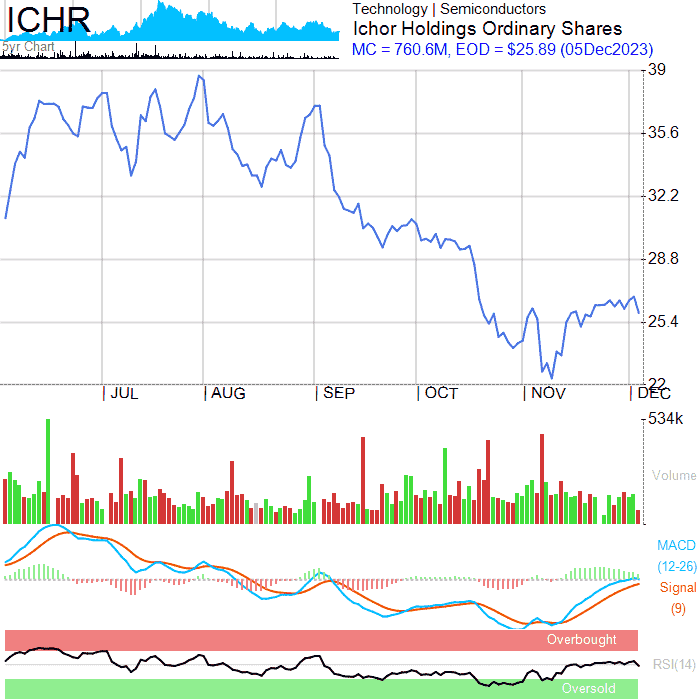 ICHR
5yr Chart
Technology | Semiconductors
Ichor Holdings Ordinary Shares
MC = 760.6M, EOD = $25.89 (05Dec2023)
39
35.6
32.2
28.8
25.4
22
| JUL
| AUG
| SEP
| OCT
| NOV
| DEC
534k
Volume
MACD
(12-26)
Signal
(9)
Overbought
RSI(14)
Oversold